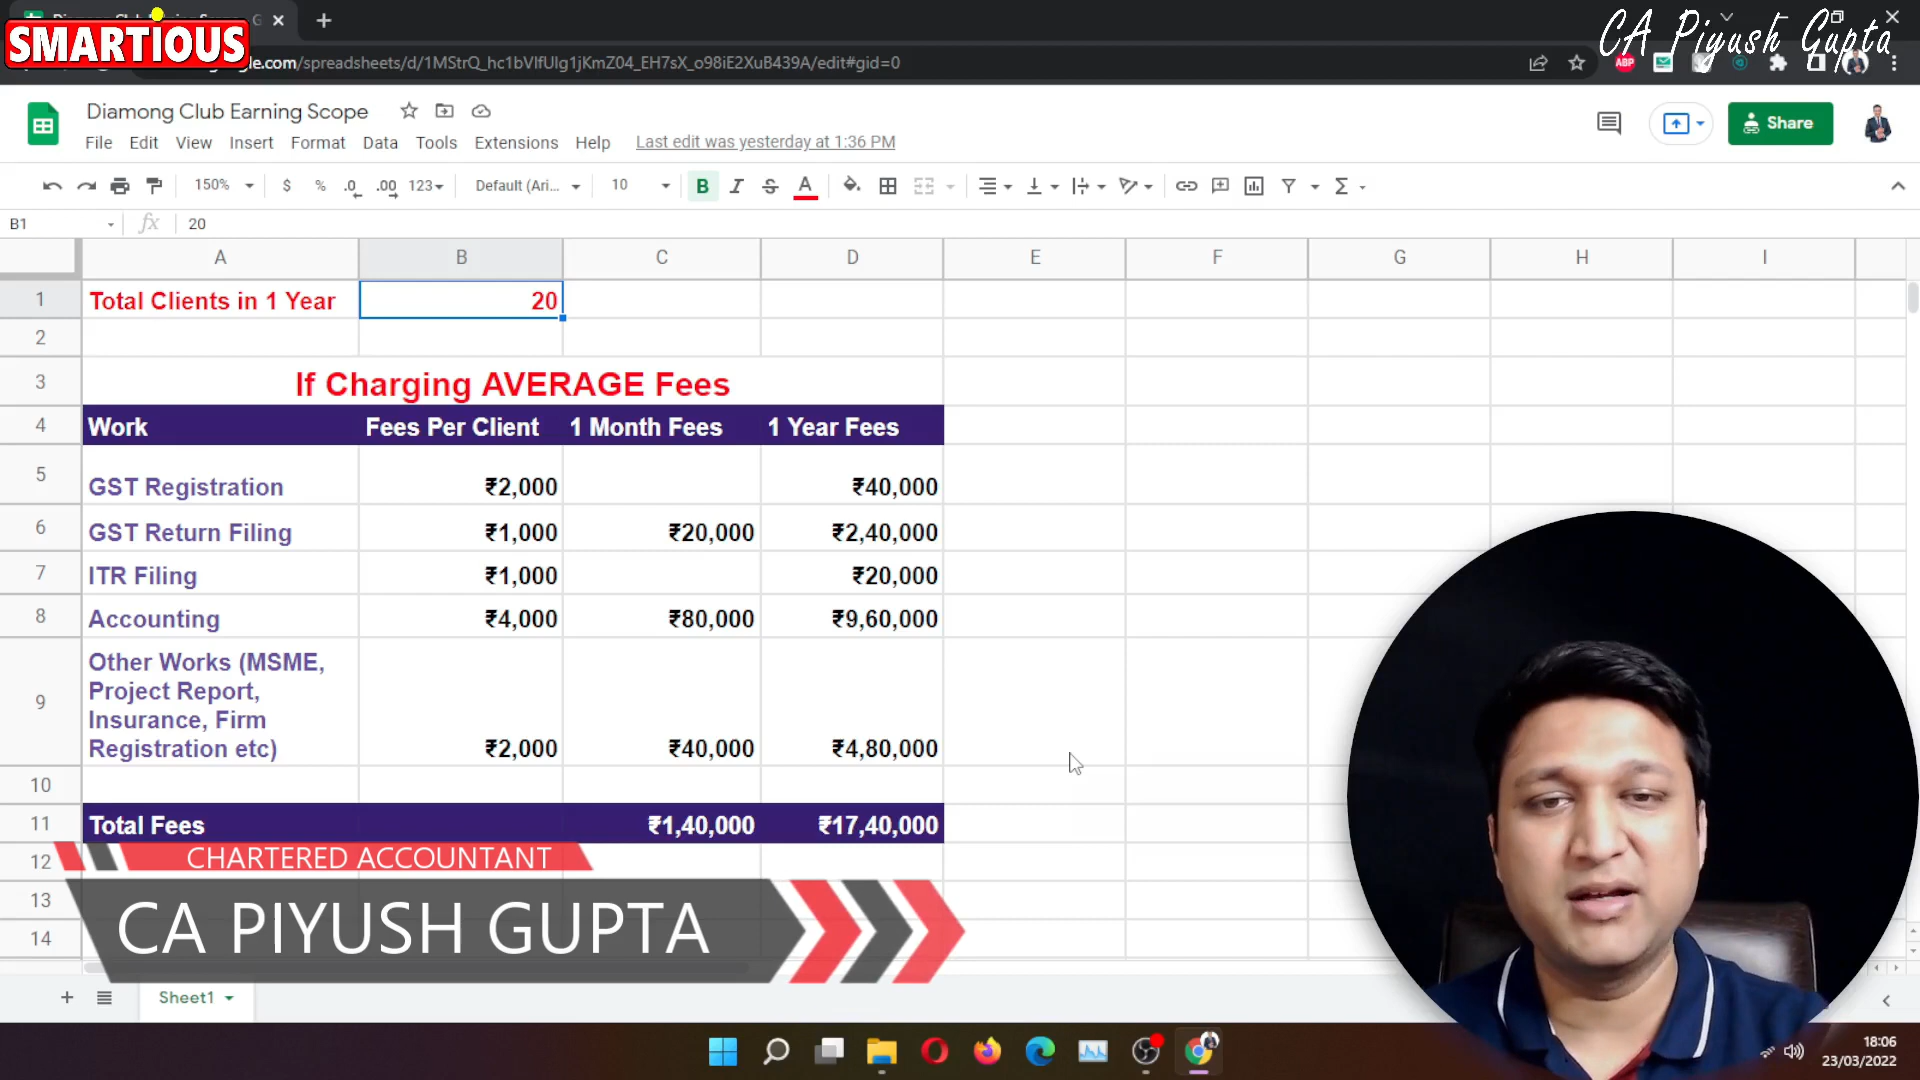 SMARTIOUS
CA Piyush Gupta
.com/spreadsheets/d/1MStrQ_hc1bVlfUlg1jKmZ04_EH7sX_o98iE2XuB439A/edit#gid=0
ABP
Diamong Club Earning Scope
File Edit View Insert Format Data Tools Extensions Help Last edit was yesterday at 1:36 PM
Share
150% $ % .0 .00 123 Default (Ari... 10 B I S A Σ
B1 fx 20
A B C D E F G H I
1 Total Clients in 1 Year 20
2
3 If Charging AVERAGE Fees
4 Work Fees Per Client 1 Month Fees 1 Year Fees
5 GST Registration ₹2,000 ₹40,000
6 GST Return Filing ₹1,000 ₹20,000 ₹2,40,000
7 ITR Filing ₹1,000 ₹20,000
8 Accounting ₹4,000 ₹80,000 ₹9,60,000
Other Works (MSME,
Project Report,
9 Insurance, Firm
Registration etc) ₹2,000 ₹40,000 ₹4,80,000
10
11 Total Fees ₹1,40,000 ₹17,40,000
12
CHARTERED ACCOUNTANT
13
CA PIYUSH GUPTA
14
Sheet1
18:06
23/03/2022